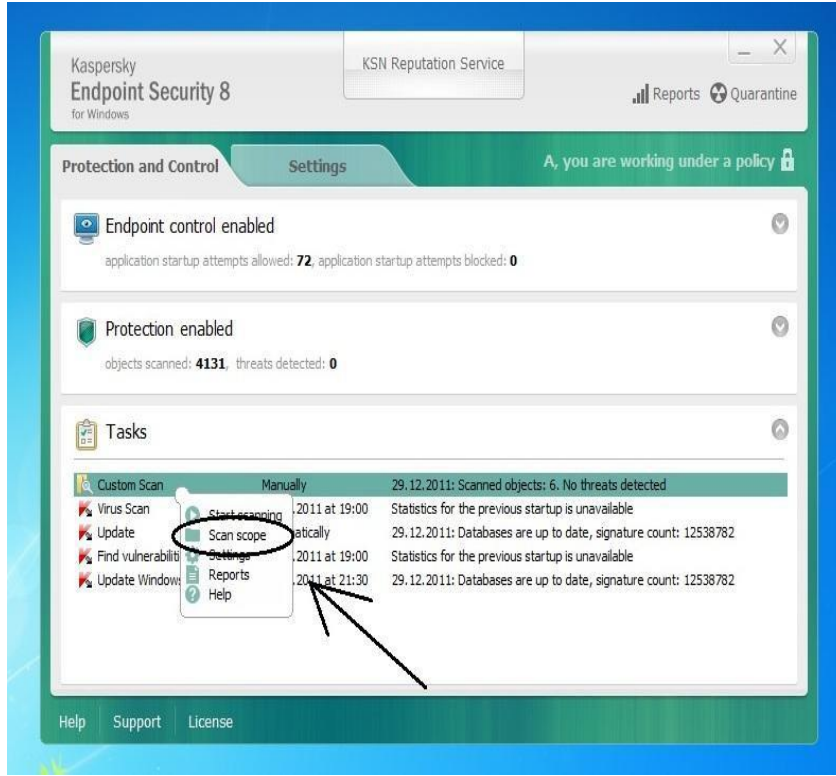 Kaspersky
Endpoint Security 8
for Windows
KSN Reputation Service
Reports Quarantine
Protection and Control Settings A, you are working under a policy
Endpoint control enabled
application startup attempts allowed: 72, application startup attempts blocked: 0
Protection enabled
objects scanned: 4131, threats detected: 0
Tasks
Custom Scan Manually 29.12.2011: Scanned objects: 6. No threats detected
Virus Scan Start scanning .2011 at 19:00 Statistics for the previous startup is unavailable
Update Scan scope atically 29.12.2011: Databases are up to date, signature count: 12538782
Find vulnerabiliti Settings .2011 at 19:00 Statistics for the previous startup is unavailable
Update Window Reports .2011 at 21:30 29.12.2011: Databases are up to date, signature count: 12538782
Help
Help Support License